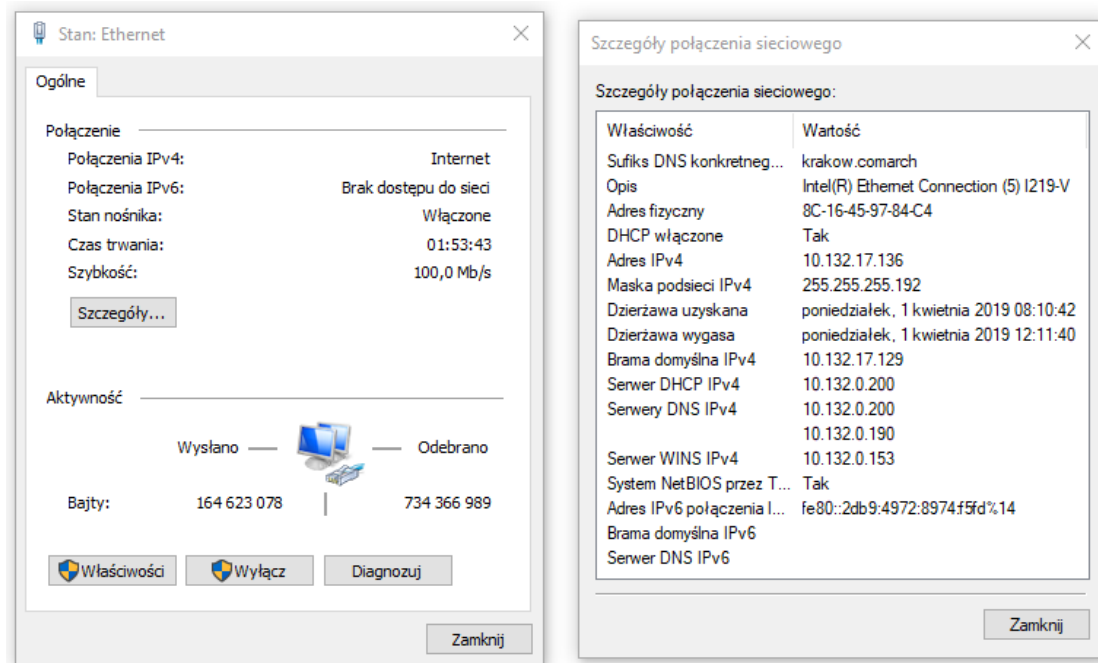 Stan: Ethernet
Ogólne
Połączenie
Połączenia IPv4: Internet
Połączenia IPv6: Brak dostępu do sieci
Stan nośnika: Włączone
Czas trwania: 01:53:43
Szybkość: 100,0 Mb/s
Szczegóły...
Aktywność
Wysłano Odebrano
Bajty: 164 623 078 734 366 989
Właściwości Wyłącz Diagnozuj
Zamknij
Szczegóły połączenia sieciowego
Szczegóły połączenia sieciowego:
Właściwość Wartość
Sufiks DNS konkretneg... krakow.comarch
Opis Intel(R) Ethernet Connection (5) I219-V
Adres fizyczny 8C-16-45-97-84-C4
DHCP włączone Tak
Adres IPv4 10.132.17.136
Maska podsieci IPv4 255.255.255.192
Dzierżawa uzyskana poniedziałek, 1 kwietnia 2019 08:10:42
Dzierżawa wygasa poniedziałek, 1 kwietnia 2019 12:11:40
Brama domyślna IPv4 10.132.17.129
Serwer DHCP IPv4 10.132.0.200
Serwery DNS IPv4 10.132.0.200
10.132.0.190
Serwer WINS IPv4 10.132.0.153
System NetBIOS przez T... Tak
Adres IPv6 połączenia l... fe80::2db9:4972:8974:f5fd%14
Brama domyślna IPv6
Serwer DNS IPv6
Zamknij